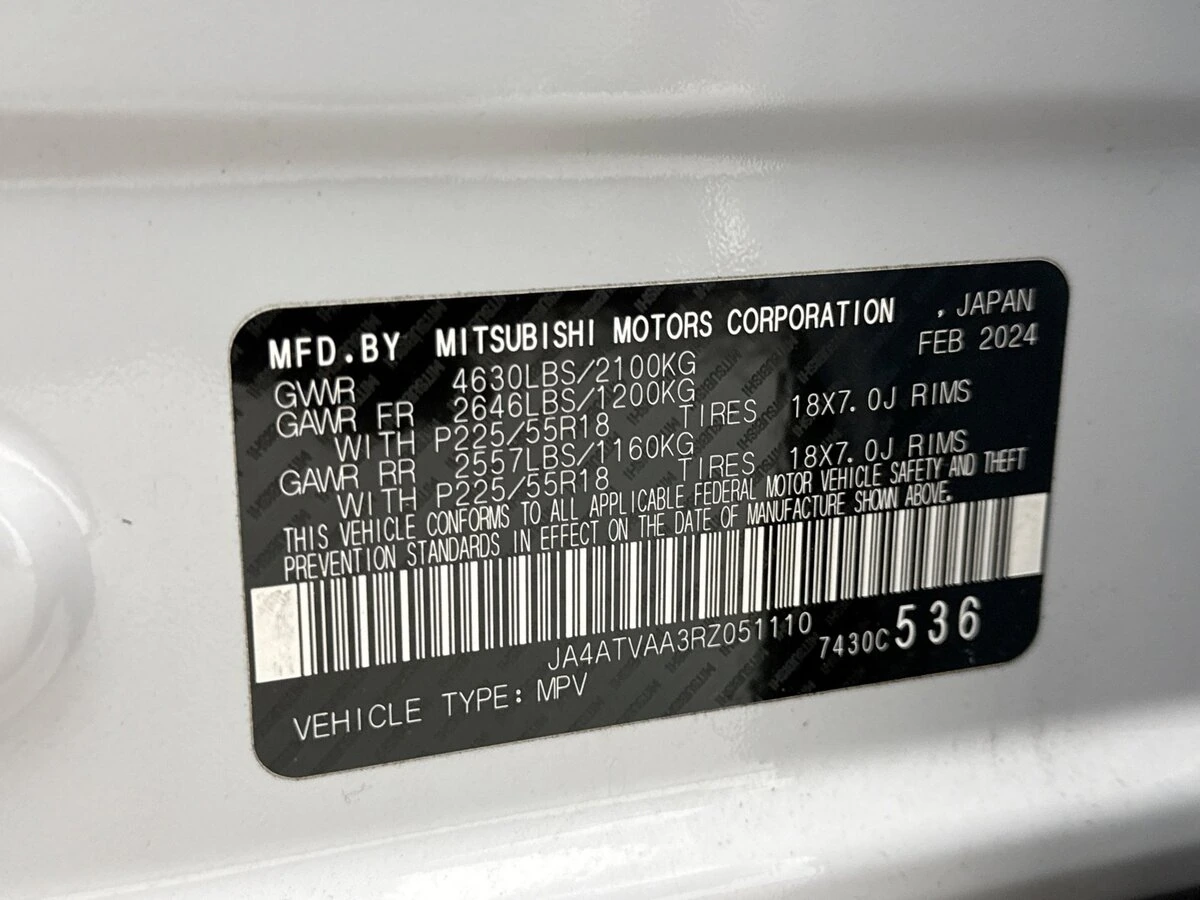 MFD.BY MITSUBISHI MOTORS CORPORATION , JAPAN
FEB 2024
GWWR 4630LBS/2100KG
GAWR FR 2646LBS/1200KG
WITH P225/55R18 TIRES 18X7.0J RIMS
GAWR RR 2557LBS/1160KG
WITH P225/55R18 TIRES 18X7.0J RIMS
THIS VEHICLE CONFORMS TO ALL APPLICABLE FEDERAL MOTOR VEHICLE SAFETY AND THEFT
PREVENTION STANDARDS IN EFFECT ON THE DATE OF MANUFACTURE SHOWN ABOVE.
JA4ATVAA3RZ051110 7430C 536
VEHICLE TYPE: MPV